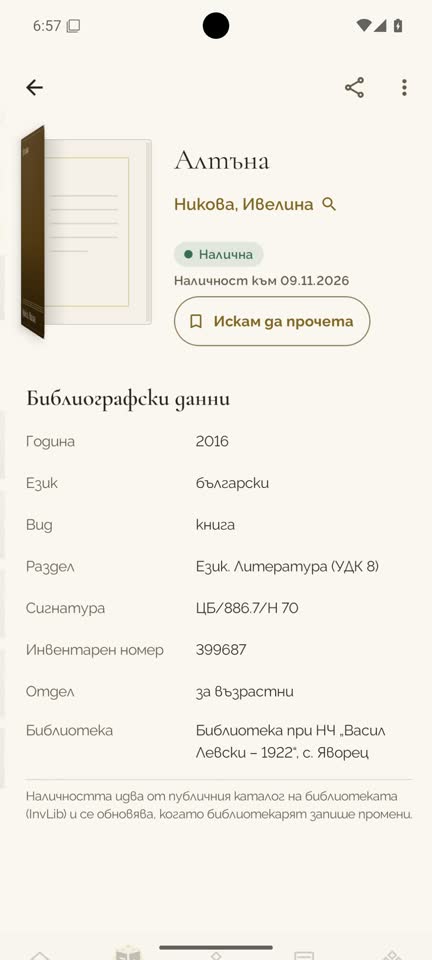 6:57
Алтъна
Никова, Ивелина
Налична
Наличност към 09.11.2026
Искам да прочета
Библиографски данни
Година 2016
Език български
Вид книга
Раздел Език. Литература (УДК 8)
Сигнатура ЦБ/886.7/Н 70
Инвентарен номер 399687
Отдел за възрастни
Библиотека Библиотека при НЧ „Васил
Левски – 1922“, с. Яворец
Наличността идва от публичния каталог на библиотеката
(InvLib) и се обновява, когато библиотекарят запише промени.